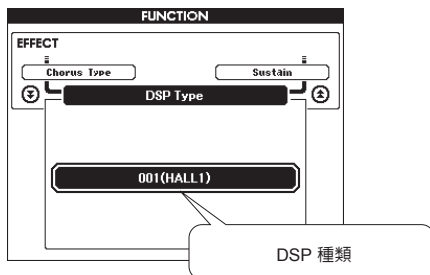 FUNCTION
EFFECT
Chorus Type
Sustain
DSP Type
001(HALL1)
DSP 種類